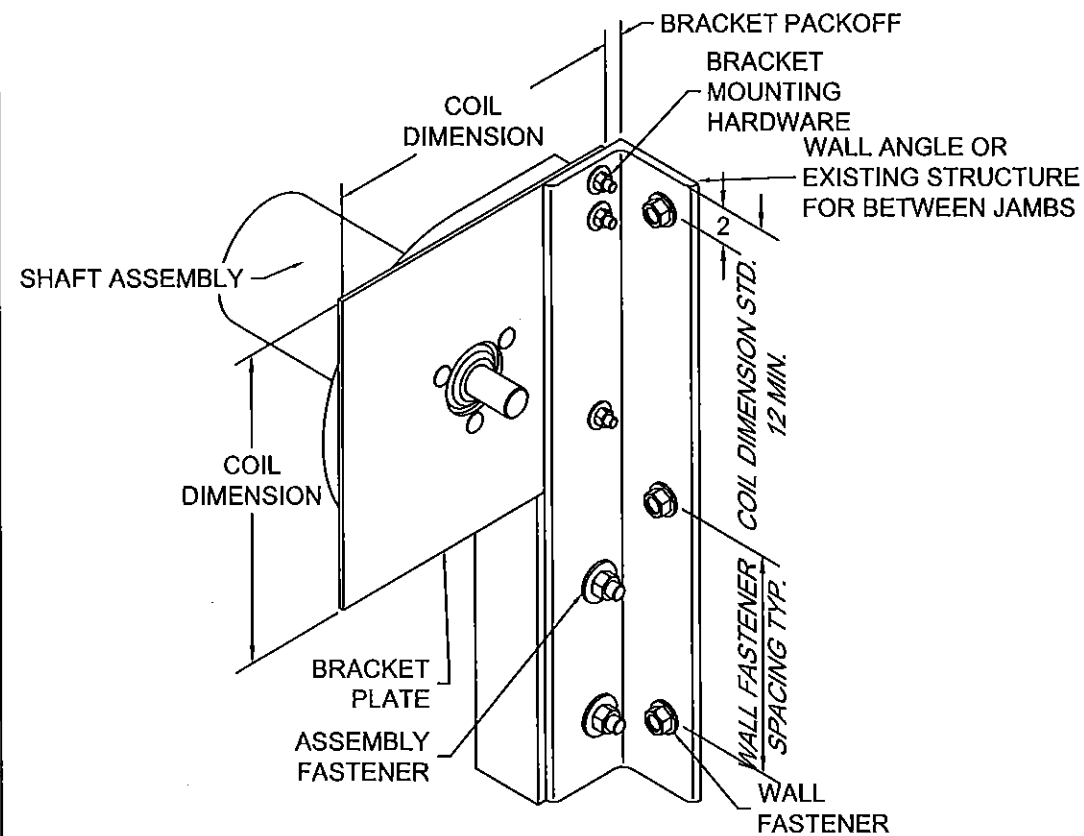 BRACKET PACKOFF
BRACKET
MOUNTING
HARDWARE
COIL
DIMENSION
WALL ANGLE OR
EXISTING STRUCTURE
FOR BETWEEN JAMBS
2
SHAFT ASSEMBLY
COIL DIMENSION STD.
12 MIN.
COIL
DIMENSION
WALL FASTENER
SPACING TYP.
BRACKET
PLATE
ASSEMBLY
FASTENER
WALL
FASTENER